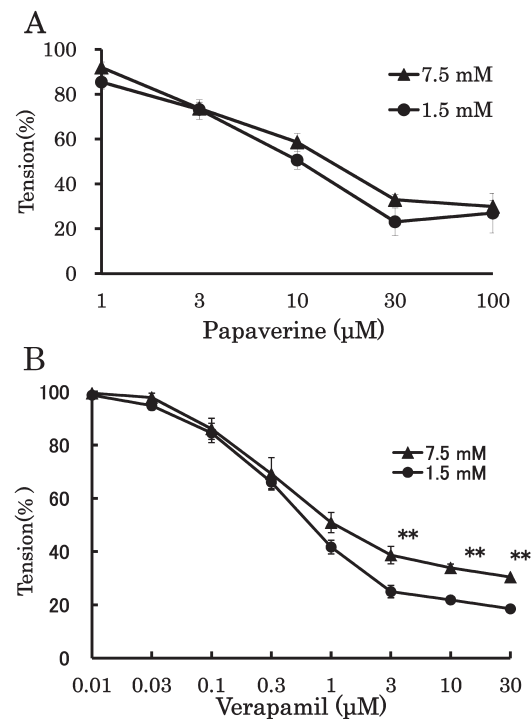 A
100
80
60
40
20
0
Tension(%)
7.5 mM
1.5 mM
1 3 10 30 100
Papaverine (μM)
B
100
80
60
40
20
0
Tension(% )
7.5 mM
1.5 mM
** ** **
0.01 0.03 0.1 0.3 1 3 10 30
Verapamil (μM)